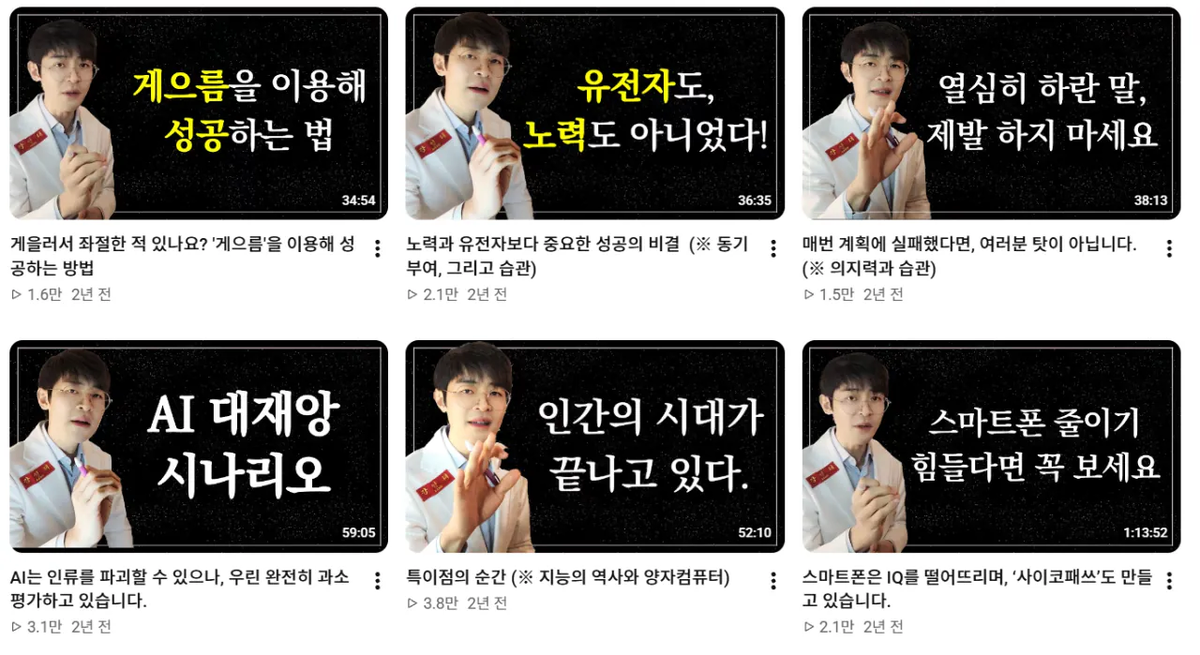 게으름을 이용해
성공하는 법
34:54
게을러서 좌절한 적 있나요? '게으름'을 이용해 성
공하는 방법
1.6만 2년 전
유전자도,
노력도 아니었다!
36:35
노력과 유전자보다 중요한 성공의 비결 (※ 동기
부여, 그리고 습관)
2.1만 2년 전
열심히 하란 말,
제발 하지 마세요
38:13
매번 계획에 실패했다면, 여러분 탓이 아닙니다.
(※ 의지력과 습관)
1.5만 2년 전
AI 대재앙
시나리오
59:05
AI는 인류를 파괴할 수 있으나, 우린 완전히 과소
평가하고 있습니다.
3.1만 2년 전
인간의 시대가
끝나고 있다.
52:10
특이점의 순간 (※ 지능의 역사와 양자컴퓨터)
3.8만 2년 전
스마트폰 줄이기
힘들다면 꼭 보세요
1:13:52
스마트폰은 IQ를 떨어뜨리며, ‘사이코패쓰’도 만들
고 있습니다.
2.1만 2년 전